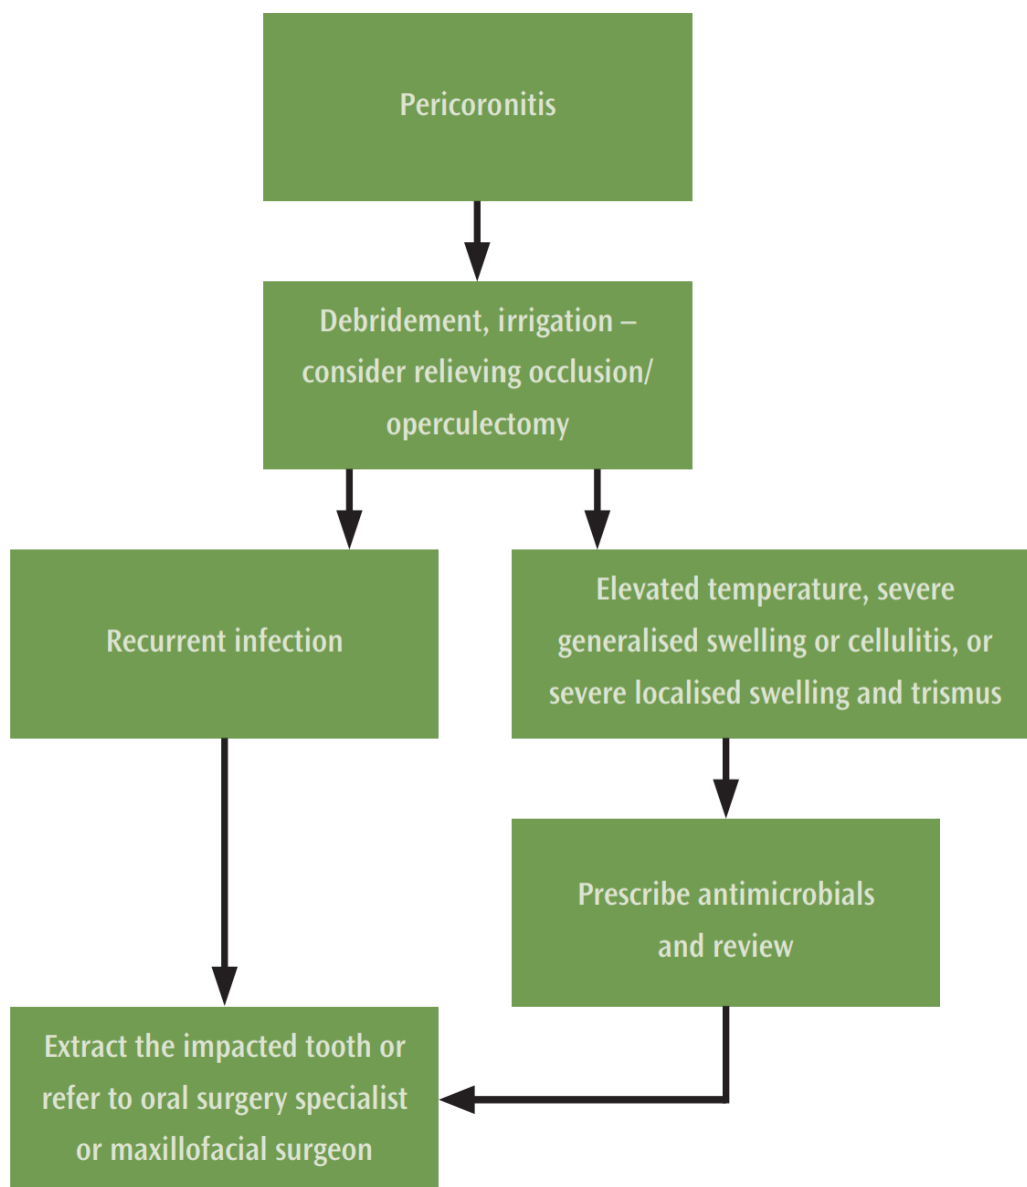 Pericoronitis
Debridement, irrigation –
consider relieving occlusion/
operculectomy
Recurrent infection
Elevated temperature, severe
generalised swelling or cellulitis, or
severe localised swelling and trismus
Prescribe antimicrobials
and review
Extract the impacted tooth or
refer to oral surgery specialist
or maxillofacial surgeon